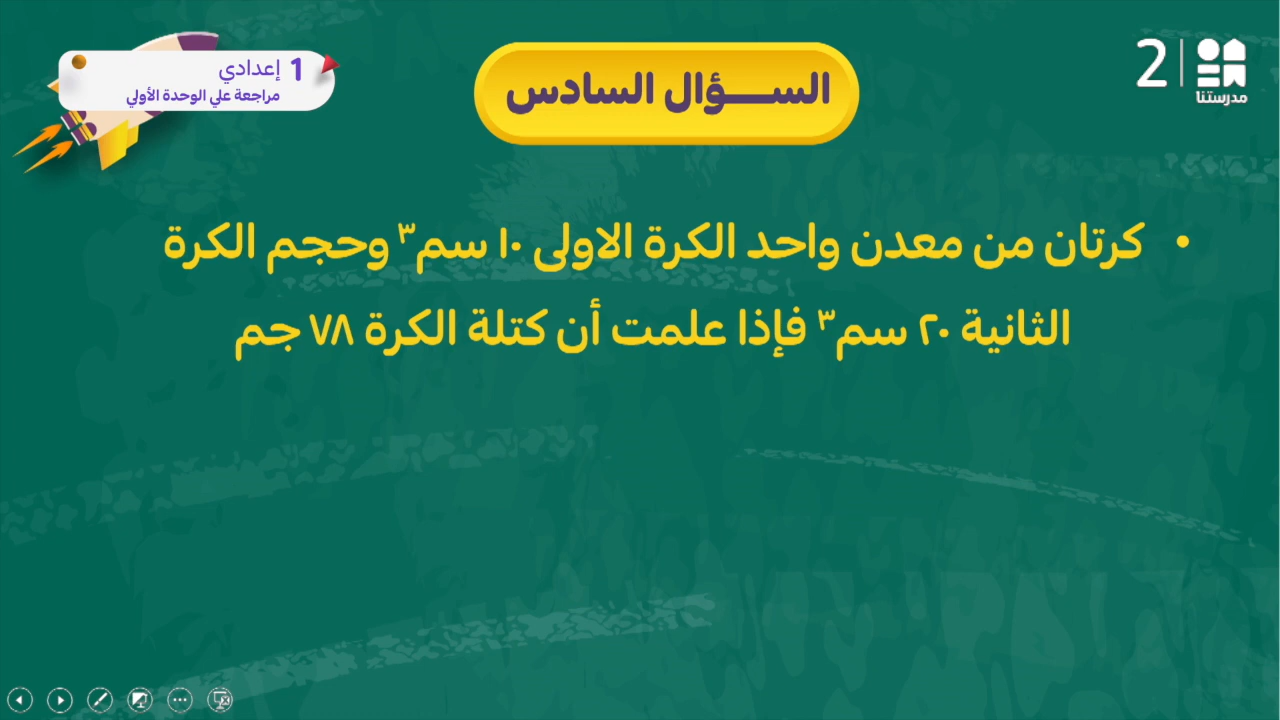 1 إعدادي
مراجعة علي الوحدة الأولي
الســـؤال السادس
2
مدرستنا
• كرتان من معدن واحد الكرة الاولى ١٠ سم٣ وحجم الكرة
الثانية ٢٠ سم٣ فإذا علمت أن كتلة الكرة ٧٨ جم